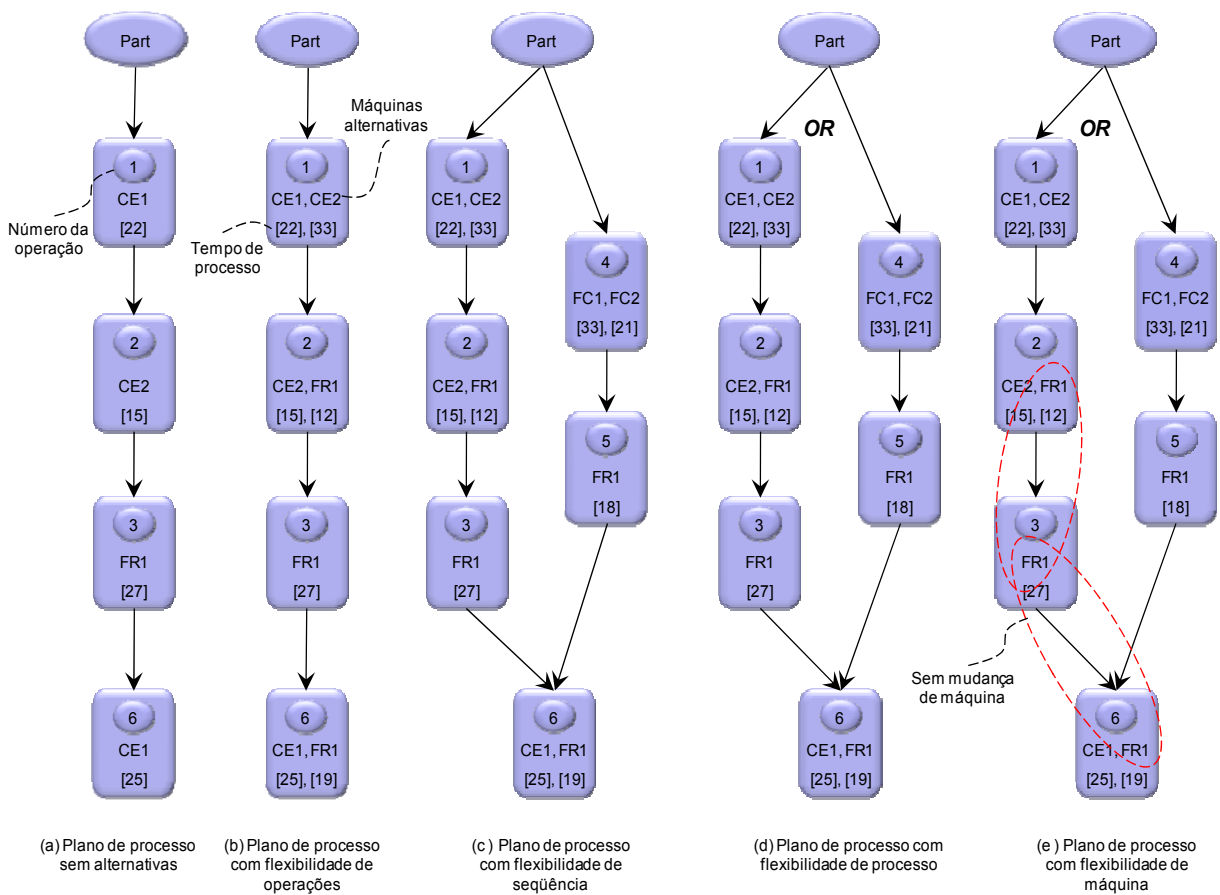 Part
1
CE1
[22]
2
CE2
[15]
3
FR1
[27]
6
CE1
[25]
Número da
operação
(a) Plano de processo
sem alternativas
Part
1
CE1, CE2
[22], [33]
2
CE2, FR1
[15], [12]
3
FR1
[27]
6
CE1, FR1
[25], [19]
Máquinas
alternativas
Tempo de
processo
(b) Plano de processo
com flexibilidade de
operações
Part
1
CE1, CE2
[22], [33]
2
CE2, FR1
[15], [12]
3
FR1
[27]
4
FC1, FC2
[33], [21]
5
FR1
[18]
6
CE1, FR1
[25], [19]
(c ) Plano de processo
com flexibilidade de
seqüência
Part
OR
1
CE1, CE2
[22], [33]
2
CE2, FR1
[15], [12]
3
FR1
[27]
4
FC1, FC2
[33], [21]
5
FR1
[18]
6
CE1, FR1
[25], [19]
(d ) Plano de processo com
flexibilidade de processo
Part
OR
1
CE1, CE2
[22], [33]
2
CE2, FR1
[15], [12]
3
FR1
[27]
4
FC1, FC2
[33], [21]
5
FR1
[18]
6
CE1, FR1
[25], [19]
Sem mudança
de máquina
(e ) Plano de processo
com flexibilidade de
máquina